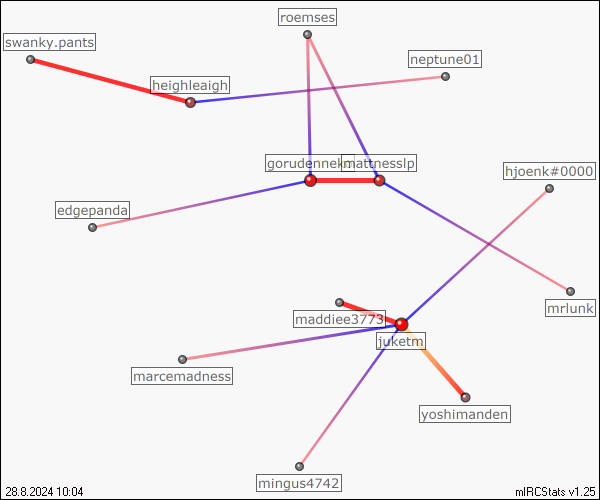 roemses
swanky.pants
neptune01
heighleaigh
mattnesslp
hjoenk#0000
edgepanda
mrlunk
maddiee3773
juketm
marcemadness
yoshimanden
mingus4742
28.8.2024 10:04
mIRCStats v1.25